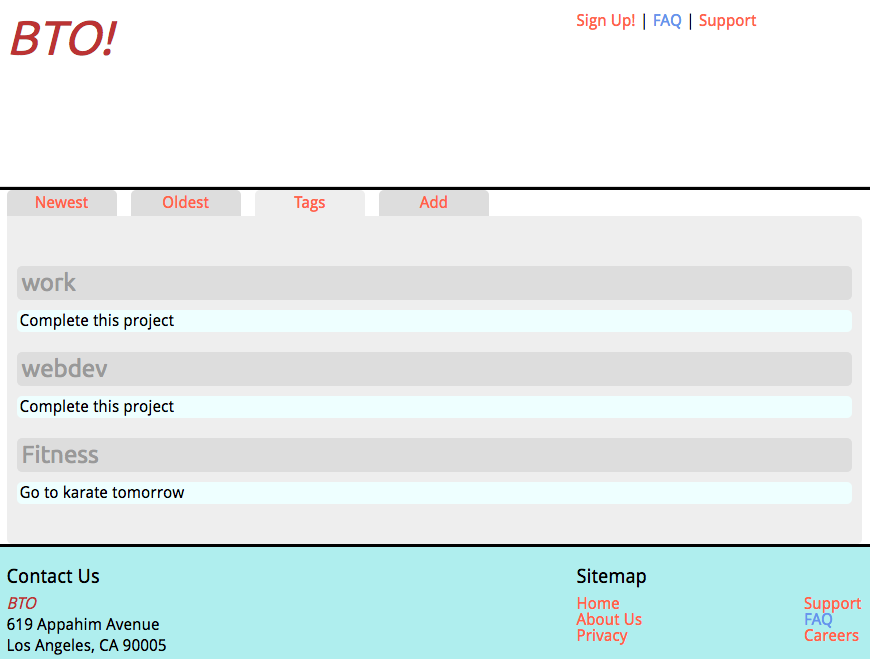 BTO!
Sign Up! | FAQ | Support
Newest Oldest Tags Add
work
Complete this project
webdev
Complete this project
Fitness
Go to karate tomorrow
Contact Us
BTO
619 Appahim Avenue
Los Angeles, CA 90005
Sitemap
Home
About Us
Privacy
Support
FAQ
Careers